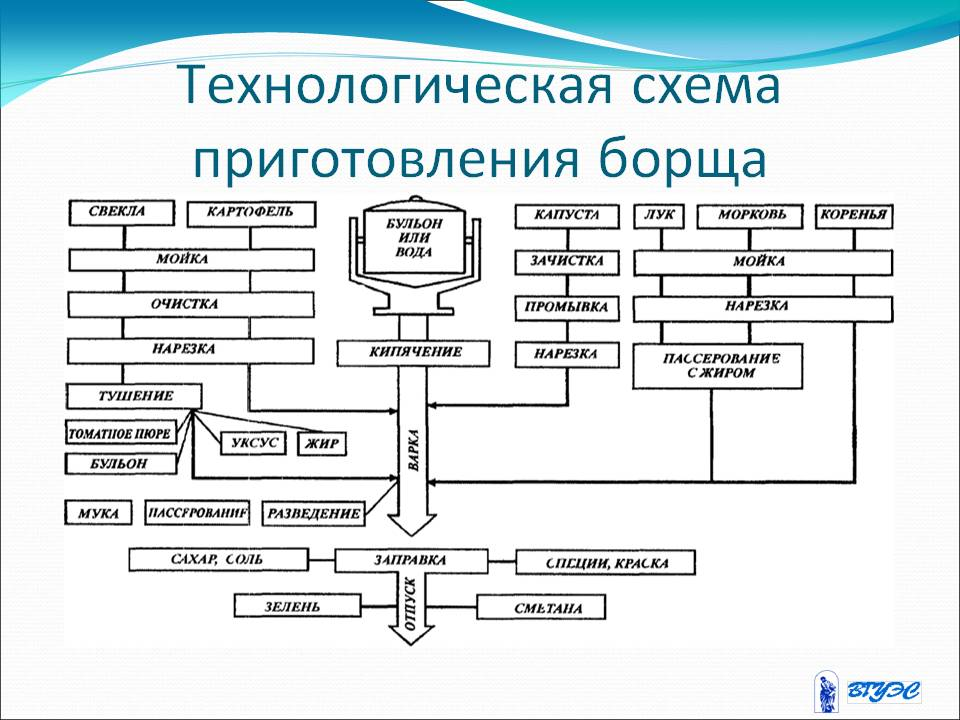 Технологическая схема
приготовления борща
СВЕКЛА
КАРТОФЕЛЬ
БУЛЬОН
ИЛИ
ВОДА
КАПУСТА
ЛУК
МОРКОВЬ
КОРЕНЬЯ
МОЙКА
ЗАЧИСТКА
МОЙКА
ОЧИСТКА
ПРОМЫВКА
НАРЕЗКА
НАРЕЗКА
КИПЯЧЕНИЕ
НАРЕЗКА
ПАССЕРОВАНИЕ
С ЖИРОМ
ТУШЕНИЕ
ТОМАТНОЕ ПЮРЕ
УКСУС
ЖИР
ВАРКА
БУЛЬОН
МУКА
ПАССЕРОВАНИЕ
РАЗВЕДЕНИЕ
САХАР, СОЛЬ
ЗАПРАВКА
СПЕЦИИ, КРАСКА
ЗЕЛЕНЬ
ОТПУСК
СМЕТАНА
ВГУЭС